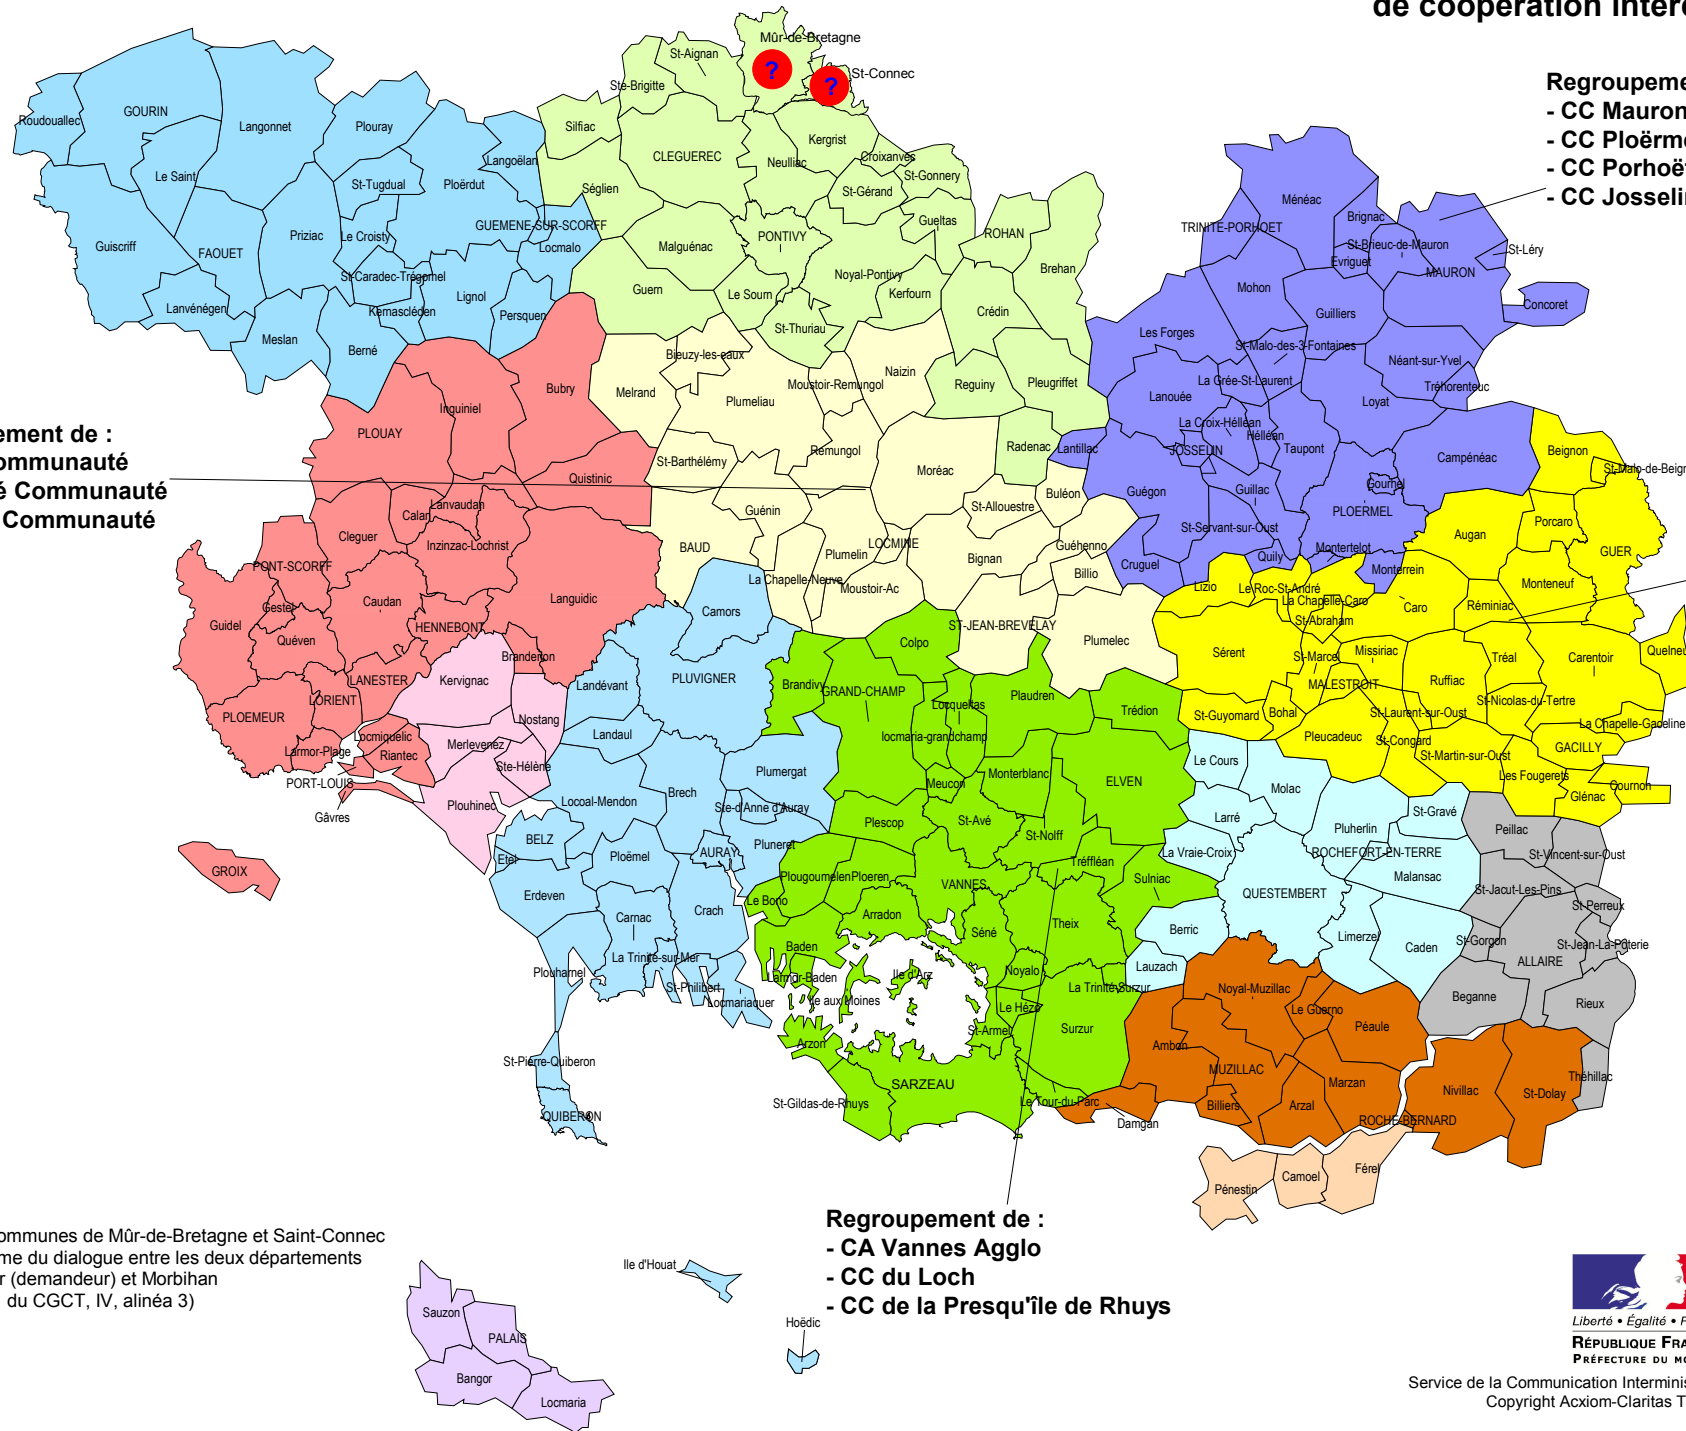 de coopération interc
Mûr-de-Bretagne
St-Aignan
?
St-Connec
?
Ste-Brigitte
Regroupeme
- CC Mauron
- CC Ploërme
- CC Porhoët
- CC Josselin
Roudouallec
GOURIN
Langonnet
Plouray
Silfiac
Kergrist
CLEGUEREC
Neulliac
Croixanvec
Langoëlan
Le Saint
St-Tugdual
Ploërdut
Séglien
St-Gérand
St-Gonnery
Ménéac
Brignac
TRINITE-PORHOET
GUEMENE-SUR-SCORFF
Gueltas
ROHAN
Guiscriff
FAOUET
Priziac
Le Croisty
Locmalo
Malguénac
PONTIVY
St-Brieuc-de-Mauron
St-Léry
Evriguet
MAURON
St-Caradec-Trégomel
Noyal-Pontivy
Brehan
Guern
Le Sourn
Kerfourn
Mohon
Lanvénégen
Kernascléden
Lignol
Persquen
Crédin
Guilliers
Concoret
St-Thuriau
Meslan
Berné
Les Forges
St-Malo-des-3-Fontaines
Bieuzy-les-eaux
Néant-sur-Yvel
Bubry
Melrand
Moustoir-Remungol
Naizin
Reguiny
Pleugriffet
La Grée-St-Laurent
Tréhorenteuc
Plumeliau
Lanouée
Loyat
Inguiniel
PLOUAY
La Croix-Hélléan
Hélléan
ement de :
ommunauté
é Communauté
Communauté
St-Barthélémy
Remungol
Radenac
Lantillac
JOSSELIN
Taupont
Campénéac
Beignon
St-Malo-de-Beign
Quistinic
Moréac
Guénin
Buléon
Guégon
Guillac
Gourhel
PLOERMEL
Calan
Lanvaudan
St-Allouestre
St-Servant-sur-Oust
Porcaro
Augan
GUER
Cleguer
Inzinzac-Lochrist
BAUD
Plumelin
LOCMINE
Bignan
Guéhenno
Quily
Montertelot
PONT-SCORFF
La Chapelle-Neuve
Moustoir-Ac
Billio
Cruguel
Monterrein
Monteneuf
Gestel
Caudan
Languidic
Camors
Lizio
Le Roc-St-André
La Chapelle-Caro
Caro
Réminiac
Guidel
Quéven
HENNEBONT
Colpo
ST-JEAN-BREVELAY
Plumelec
St-Abraham
Branderion
Sérent
St-Marcel
Missiriac
Tréal
Carentoir
Quelneu
LANESTER
Kervignac
Landévant
PLUVIGNER
Brandivy
GRAND-CHAMP
Plaudren
MALESTROIT
Ruffiac
LORIENT
Locqueltas
Trédion
St-Nicolas-du-Tertre
PLOEMEUR
Nostang
St-Guyomard
Bohal
St-Laurent-sur-Oust
La Chapelle-Gaceline
Locmiquelic
Landaul
locmaria-grandchamp
Pleucadeuc
St-Congard
GACILLY
Larmor-Plage
Riantec
Merlevenez
St-Martin-sur-Oust
Ste-Hélène
Le Cours
PORT-LOUIS
Plumergat
Meucon
Monterblanc
ELVEN
Les Fougerets
Cournon
Plouhinec
Locoal-Mendon
Brech
Molac
Glénac
Gâvres
Ste-d'Anne d'Auray
Plescop
St-Avé
St-Nolff
Larré
St-Gravé
Pluherlin
Peillac
BELZ
Etel
Ploëmel
AURAY
Pluneret
Tréffléan
La Vraie-Croix
ROCHEFORT-EN-TERRE
St-Vincent-sur-Oust
GROIX
Plougoumelen
Ploeren
VANNES
Sulniac
Malansac
Erdeven
Le Bono
QUESTEMBERT
St-Jacut-Les-Pins
Carnac
Crach
Arradon
Theix
St-Perreux
Séné
Berric
Limerzel
Caden
St-Gorgon
St-Jean-La-Pôterie
Baden
La Trinité-sur-Mer
Plouharnel
Larmor-Baden
Ile d'Arz
Noyalo
Lauzach
ALLAIRE
St-Philibert
Locmariaquer
Ile aux Moines
La Trinité-Surzur
Noyal-Muzillac
Beganne
Rieux
Le Hézo
Le Guerno
St-Armel
Surzur
Péaule
Arzon
Ambon
St-Pierre-Quiberon
SARZEAU
MUZILLAC
Marzan
Nivillac
St-Dolay
Théhillac
St-Gildas-de-Rhuys
Le Tour-du-Parc
Billiers
Arzal
QUIBERON
Damgan
ROCHE-BERNARD
Férel
Camoel
Pénestin
Regroupement de :
- CA Vannes Agglo
- CC du Loch
- CC de la Presqu'île de Rhuys
ommunes de Mûr-de-Bretagne et Saint-Connec
me du dialogue entre les deux départements
r (demandeur) et Morbihan
du CGCT, IV, alinéa 3)
Ile d'Houat
Hoëdic
Sauzon
PALAIS
Bangor
Locmaria
Liberté • Égalité • F
RÉPUBLIQUE FRA
PRÉFECTURE DU MO
Service de la Communication Interminis
Copyright Acxiom-Claritas T